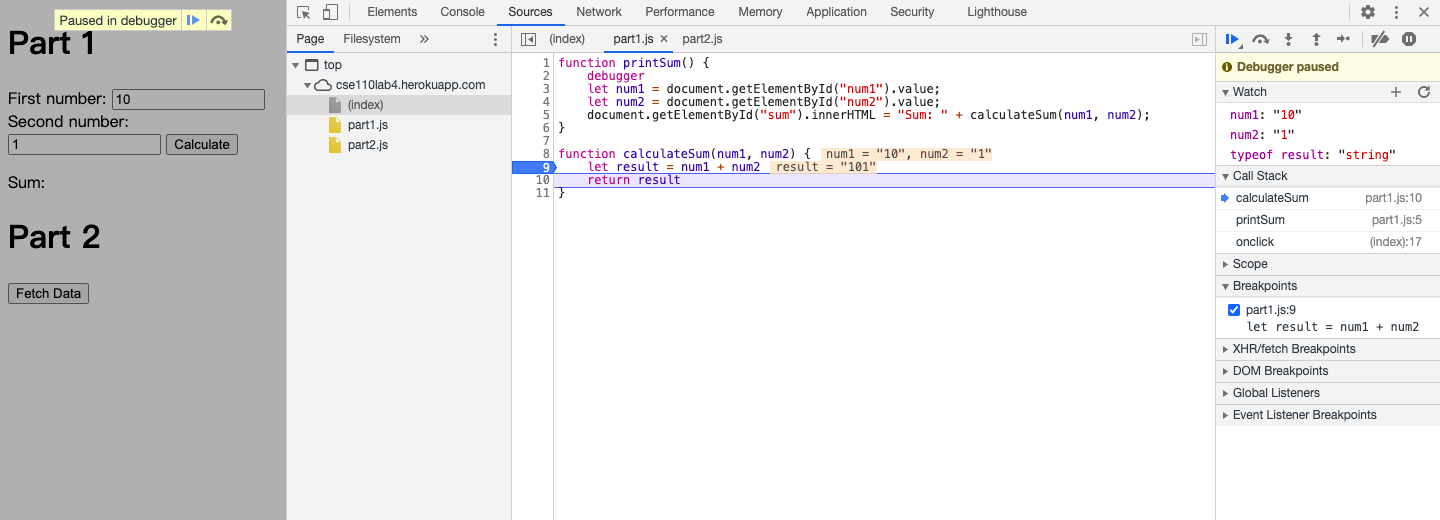 Paused in debugger
Part 1
First number: 10
Second number:
1 Calculate
Sum:
Part 2
Fetch Data
Elements Console Sources Network Performance Memory Application Security Lighthouse
Page Filesystem »
top
cse110lab4.herokuapp.com
(index)
part1.js
part2.js
(index) part1.js × part2.js
1 function printSum() {
2 debugger
3 let num1 = document.getElementById("num1").value;
4 let num2 = document.getElementById("num2").value;
5 document.getElementById("sum").innerHTML = "Sum: " + calculateSum(num1, num2);
6 }
7
8 function calculateSum(num1, num2) { num1 = "10", num2 = "1"
9 let result = num1 + num2 result = "101"
10 return result
11 }
Debugger paused
Watch
num1: "10"
num2: "1"
typeof result: "string"
Call Stack
calculateSum part1.js:10
printSum part1.js:5
onclick (index):17
Scope
Breakpoints
part1.js:9
let result = num1 + num2
XHR/fetch Breakpoints
DOM Breakpoints
Global Listeners
Event Listener Breakpoints